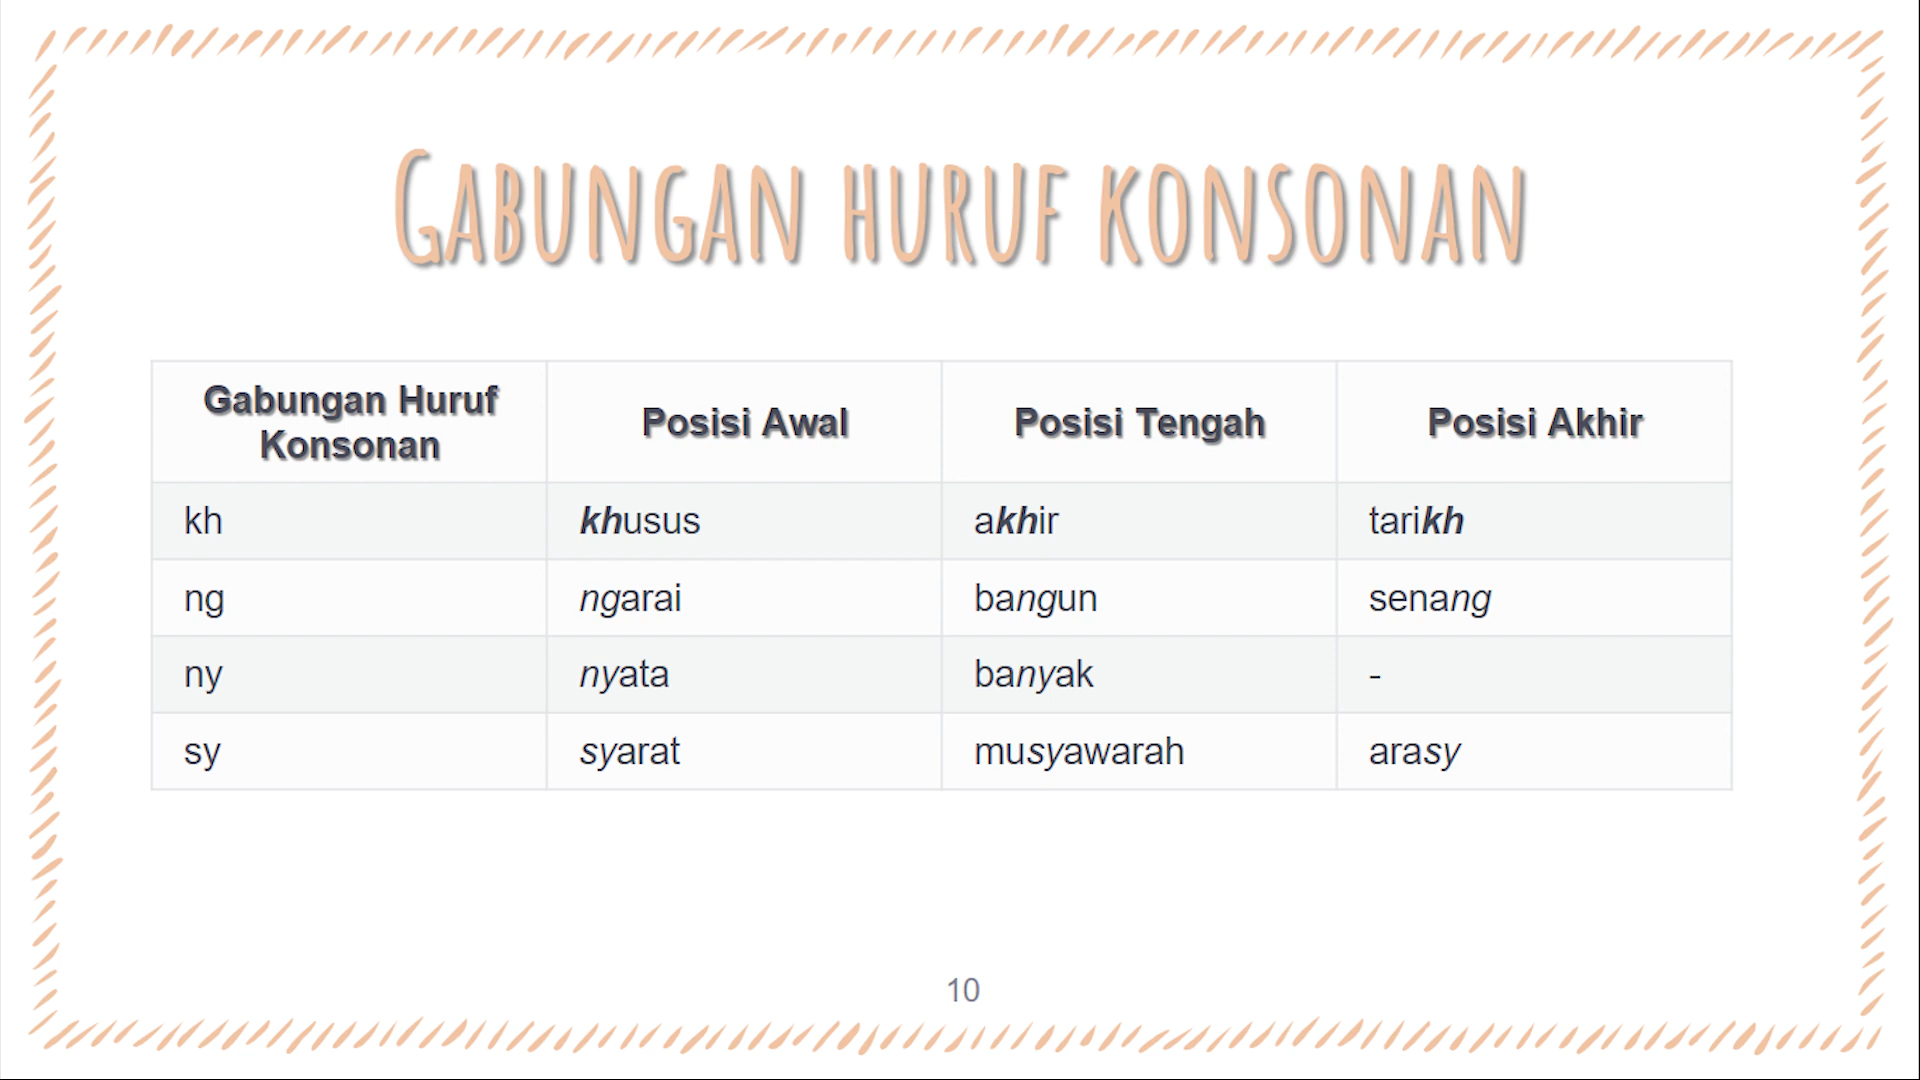 Gabungan huruf konsonan
Gabungan Huruf Konsonan | Posisi Awal | Posisi Tengah | Posisi Akhir
kh | khusus | akhir | tarikh
ng | ngarai | bangun | senang
ny | nyata | banyak | -
sy | syarat | musyawarah | arasy
10